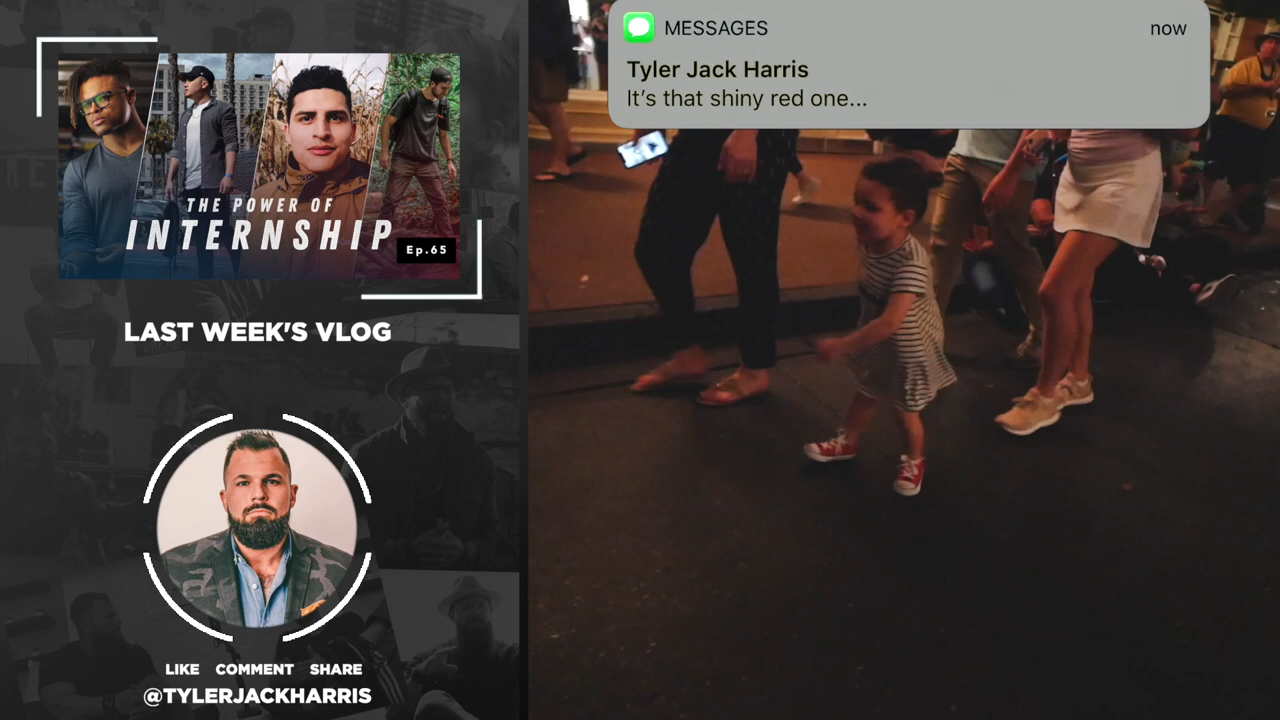 THE POWER OF
INTERNSHIP
Ep.65
LAST WEEK'S VLOG
LIKE COMMENT SHARE
@TYLERJACKHARRIS
MESSAGES
now
Tyler Jack Harris
It's that shiny red one...